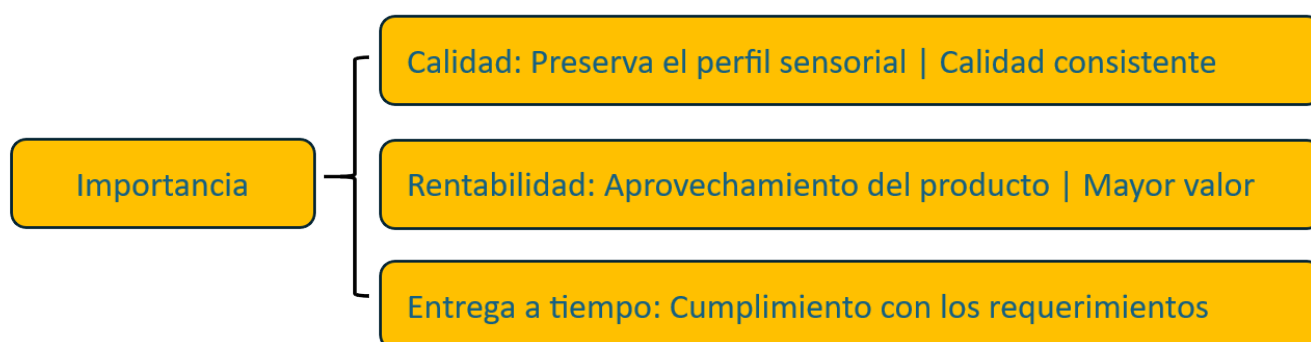 Calidad: Preserva el perfil sensorial | Calidad consistente
Importancia
Rentabilidad: Aprovechamiento del producto | Mayor valor
Entrega a tiempo: Cumplimiento con los requerimientos